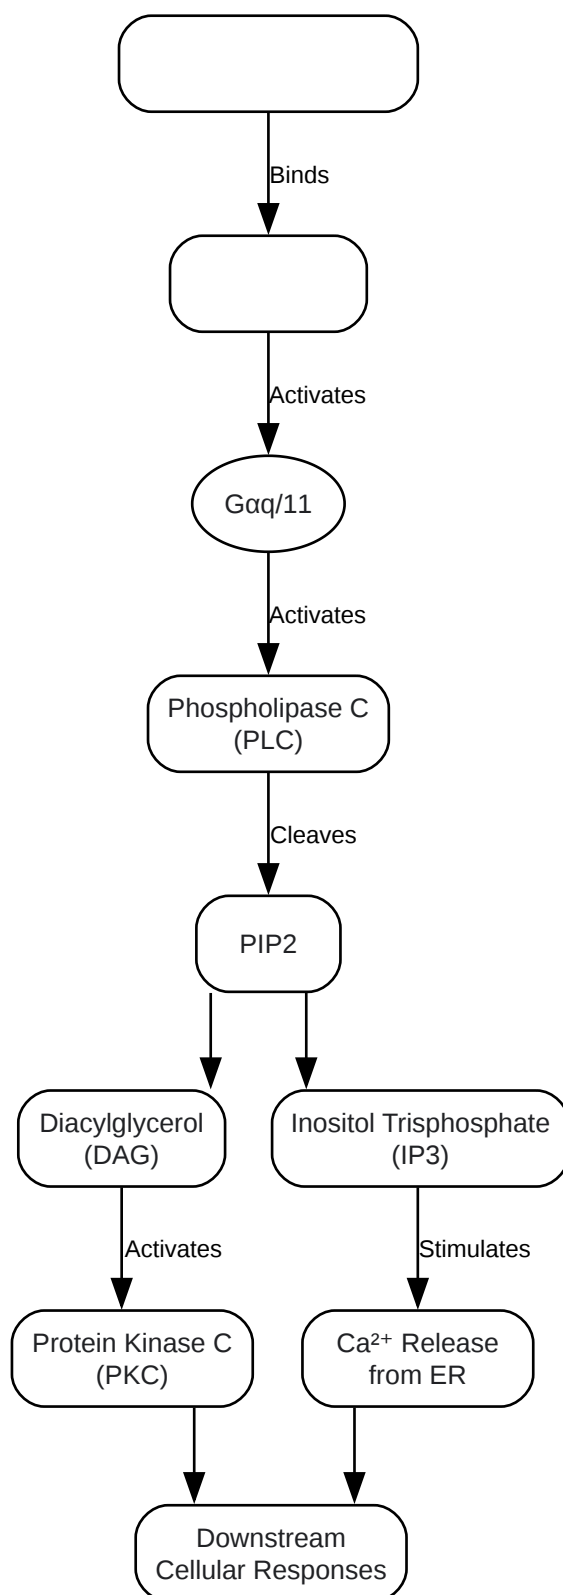 Binds
Activates
Gαq/11
Activates
Phospholipase C
(PLC)
Cleaves
PIP2
Diacylglycerol
(DAG)
Inositol Trisphosphate
(IP3)
Activates
Stimulates
Protein Kinase C
(PKC)
Ca²⁺ Release
from ER
Downstream
Cellular Responses